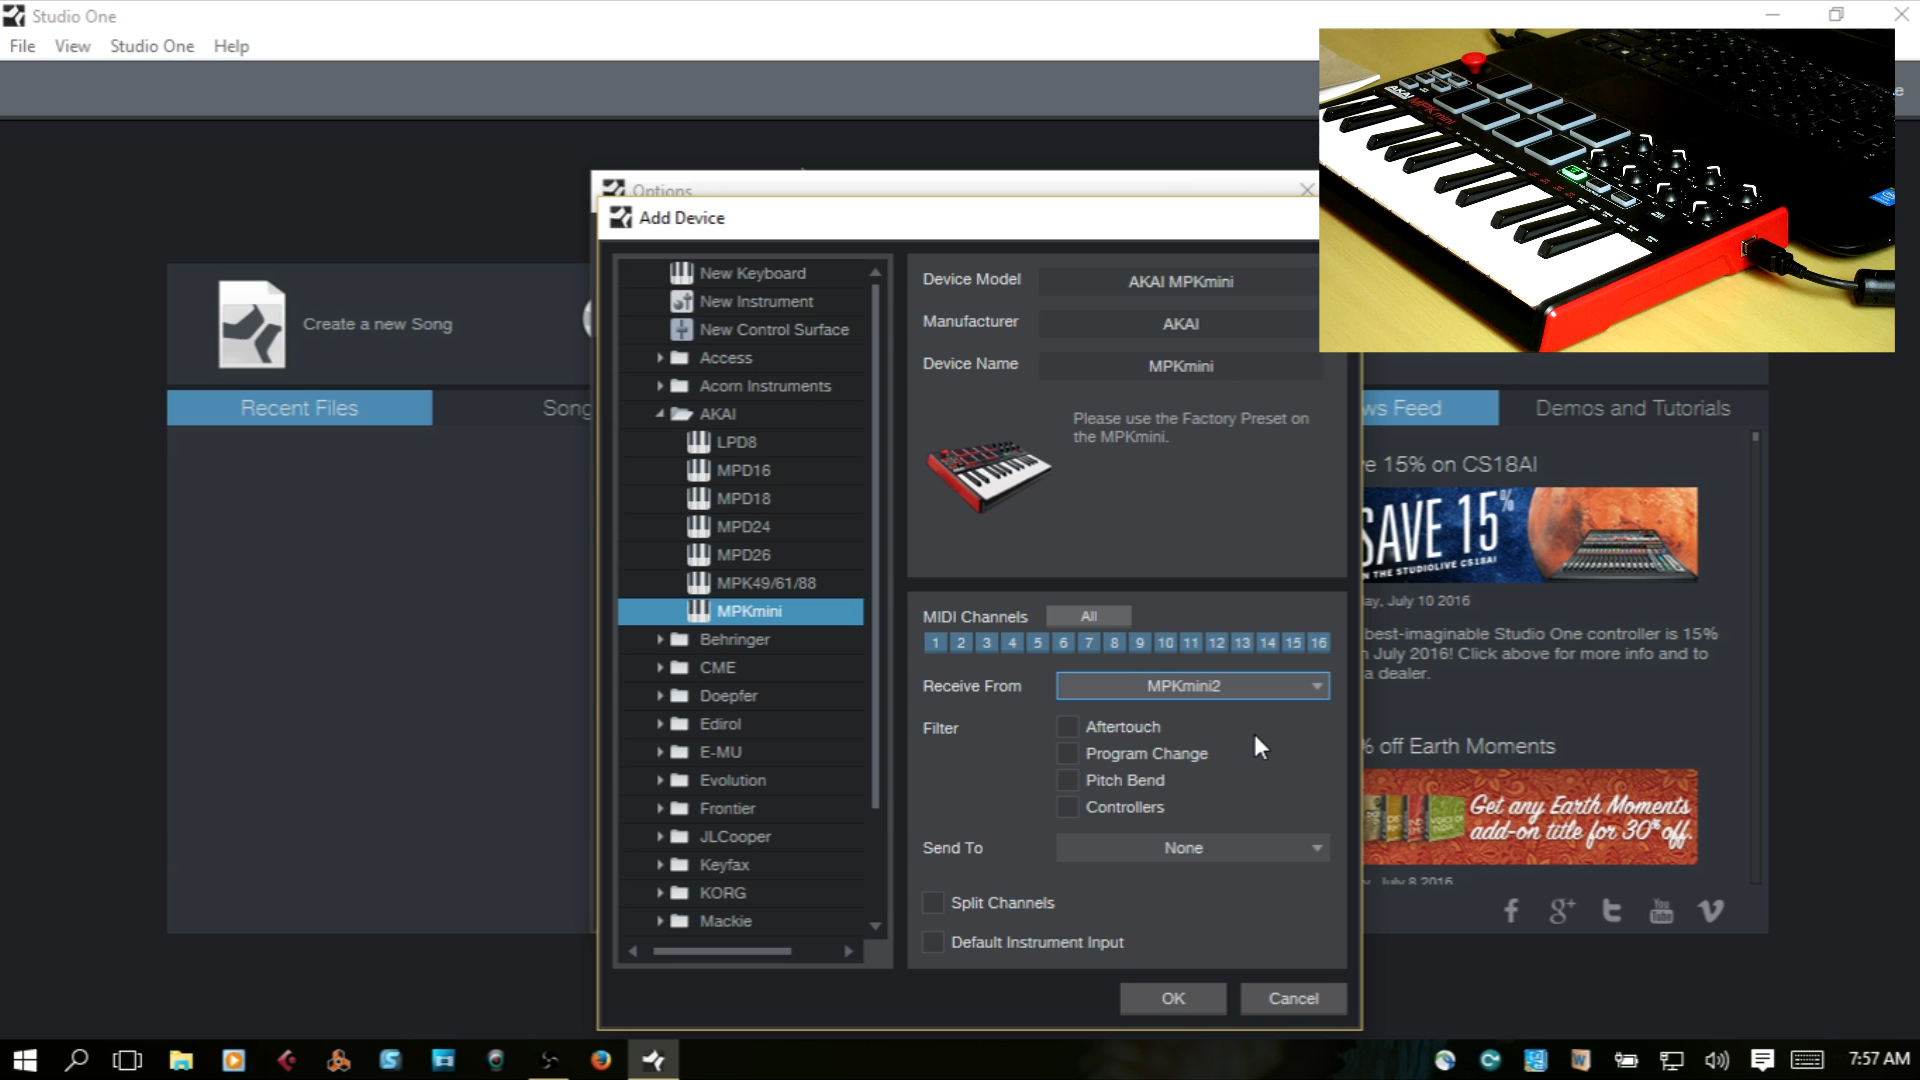 Studio One
File View Studio One Help
Options
Add Device
New Keyboard
New Instrument
New Control Surface
Access
Acorn Instruments
AKAI
LPD8
MPD16
MPD18
MPD24
MPD26
MPK49/61/88
MPKmini
Behringer
CME
Doepfer
Edirol
E-MU
Evolution
Frontier
JLCooper
Keyfax
KORG
Mackie
Device Model AKAI MPKmini
Manufacturer AKAI
Device Name MPKmini
Please use the Factory Preset on
the MPKmini.
MIDI Channels All
1 2 3 4 5 6 7 8 9 10 11 12 13 14 15 16
Receive From MPKmini2
Filter
Aftertouch
Program Change
Pitch Bend
Controllers
Send To None
Split Channels
Default Instrument Input
OK Cancel
Create a new Song
Recent Files
Song
ws Feed Demos and Tutorials
e 15% on CS18AI
SAVE 15%
N THE STUDIOLIVE CS18AI
ay, July 10 2016
best-imaginable Studio One controller is 15%
July 2016! Click above for more info and to
a dealer.
% off Earth Moments
Get any Earth Moments
add-on title for 30% off.
July 8 2016
AKAI MPKmini
7:57 AM